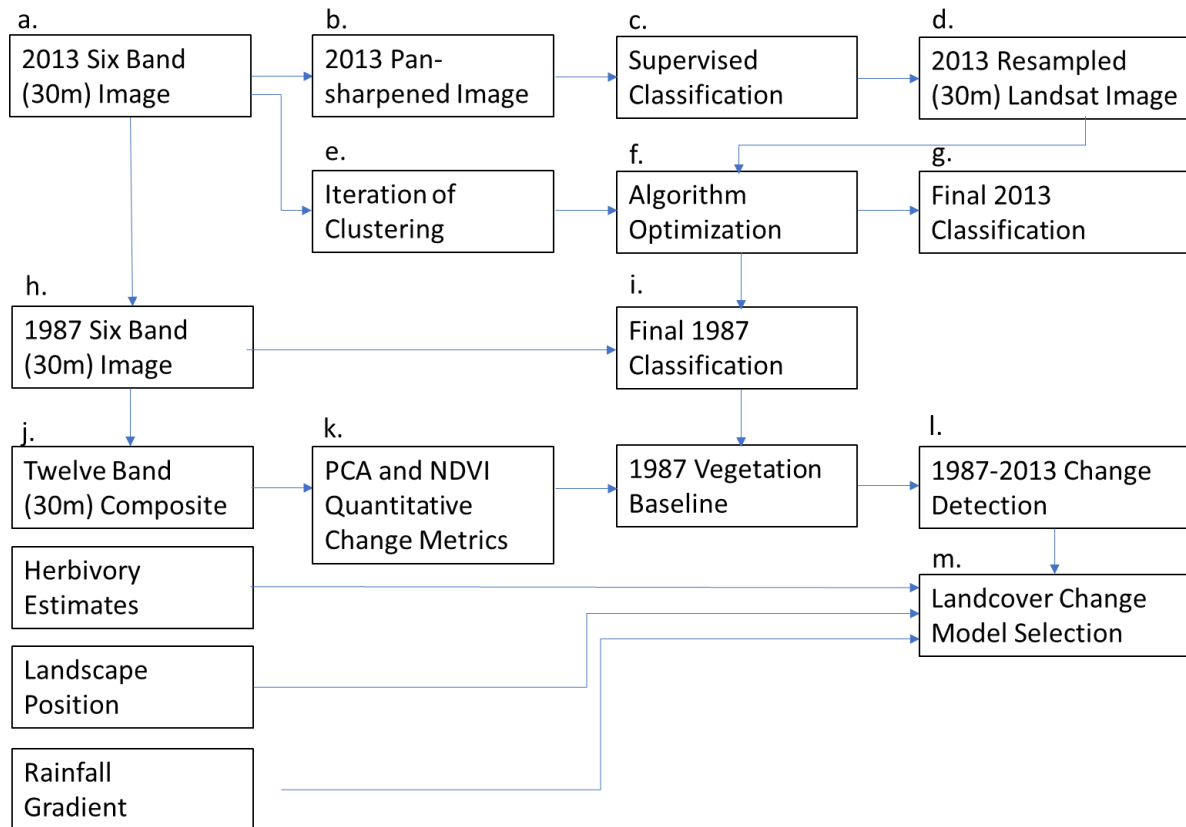 a.
2013 Six Band
(30m) Image
b.
2013 Pan-
sharpened Image
c.
Supervised
Classification
d.
2013 Resampled
(30m) Landsat Image
e.
Iteration of
Clustering
f.
Algorithm
Optimization
g.
Final 2013
Classification
h.
1987 Six Band
(30m) Image
i.
Final 1987
Classification
j.
Twelve Band
(30m) Composite
k.
PCA and NDVI
Quantitative
Change Metrics
1987 Vegetation
Baseline
l.
1987-2013 Change
Detection
Herbivory
Estimates
m.
Landcover Change
Model Selection
Landscape
Position
Rainfall
Gradient